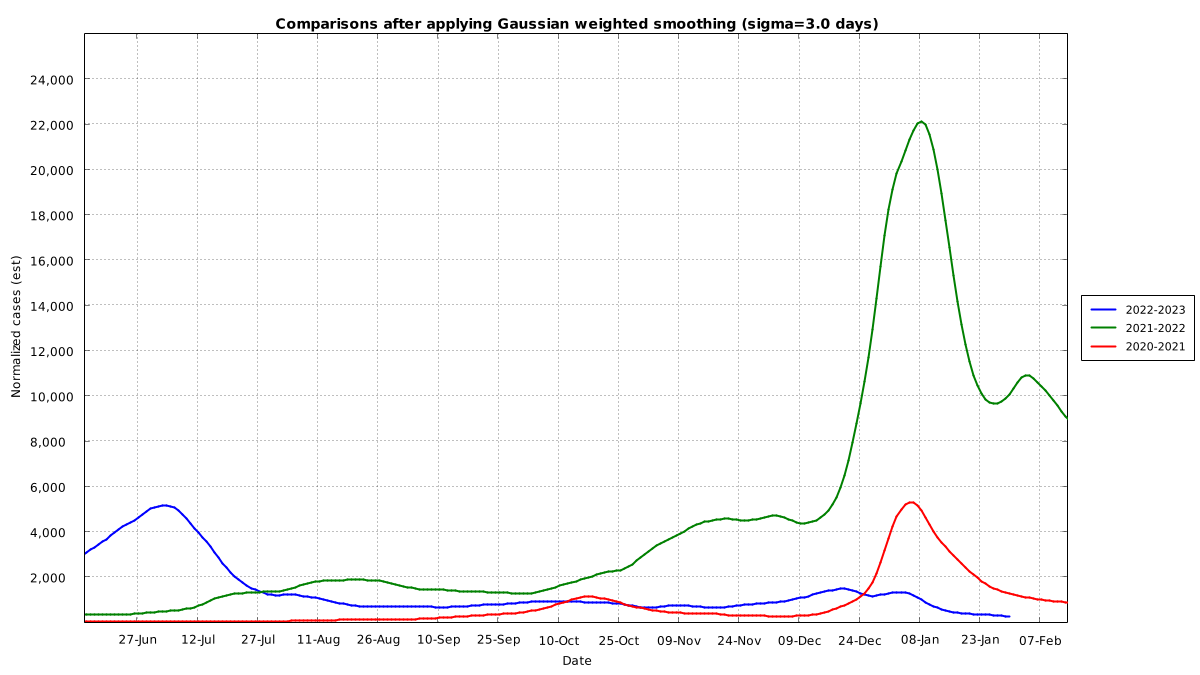 Comparisons after applying Gaussian weighted smoothing (sigma=3.0 days)
24,000
22,000
20,000
18,000
16,000
14,000
12,000
10,000
8,000
6,000
4,000
2,000
Normalized cases (est)
27-Jun
12-Jul
27-Jul
11-Aug
26-Aug
10-Sep
25-Sep
10-Oct
25-Oct
09-Nov
24-Nov
09-Dec
24-Dec
08-Jan
23-Jan
07-Feb
Date
2022-2023
2021-2022
2020-2021